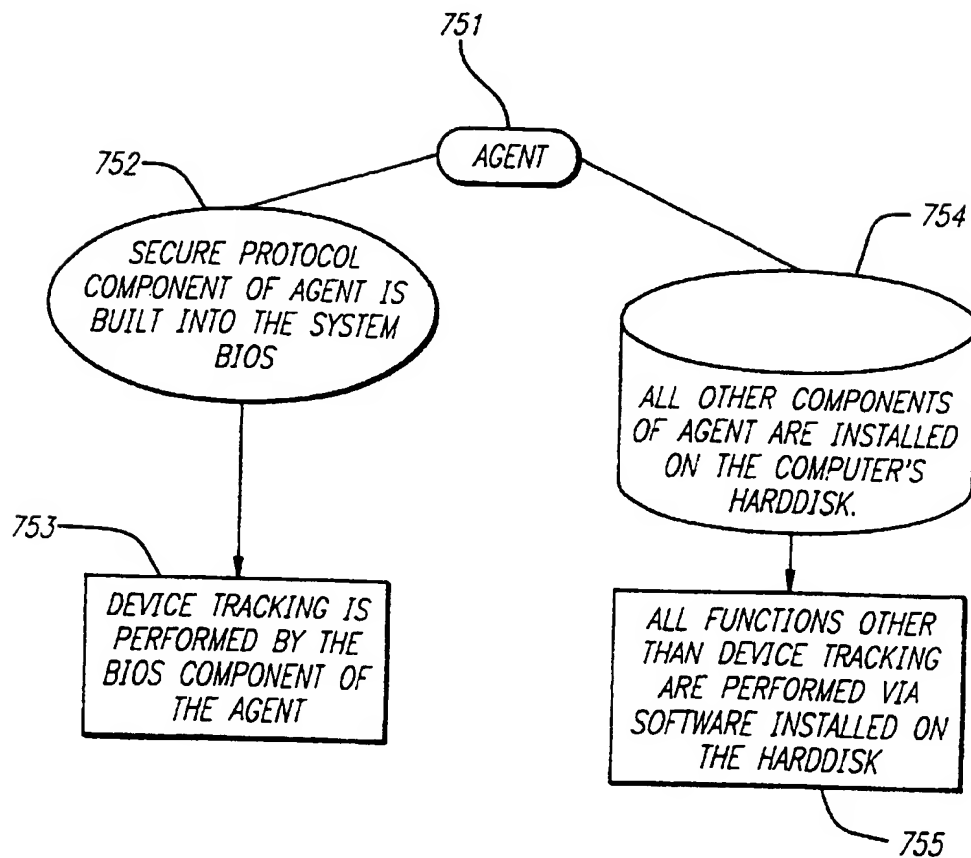 751
AGENT
752
SECURE PROTOCOL
COMPONENT OF AGENT IS
BUILT INTO THE SYSTEM
BIOS
754
ALL OTHER COMPONENTS
OF AGENT ARE INSTALLED
ON THE COMPUTER'S
HARDDISK.
753
DEVICE TRACKING IS
PERFORMED BY THE
BIOS COMPONENT OF
THE AGENT
ALL FUNCTIONS OTHER
THAN DEVICE TRACKING
ARE PERFORMED VIA
SOFTWARE INSTALLED ON
THE HARDDISK
755